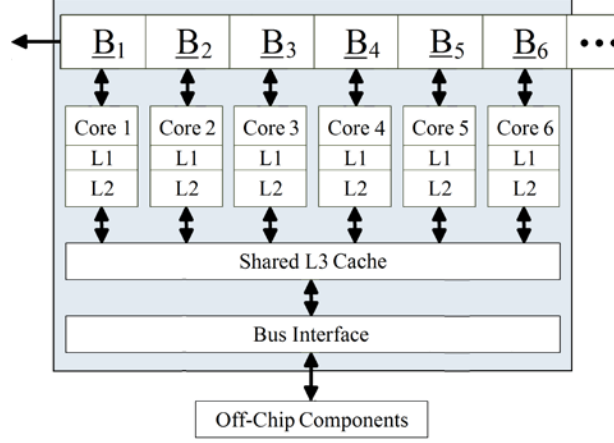 B1 B2 B3 B4 B5 B6 •••
Core 1 Core 2 Core 3 Core 4 Core 5 Core 6
L1 L1 L1 L1 L1 L1
L2 L2 L2 L2 L2 L2
Shared L3 Cache
Bus Interface
Off-Chip Components